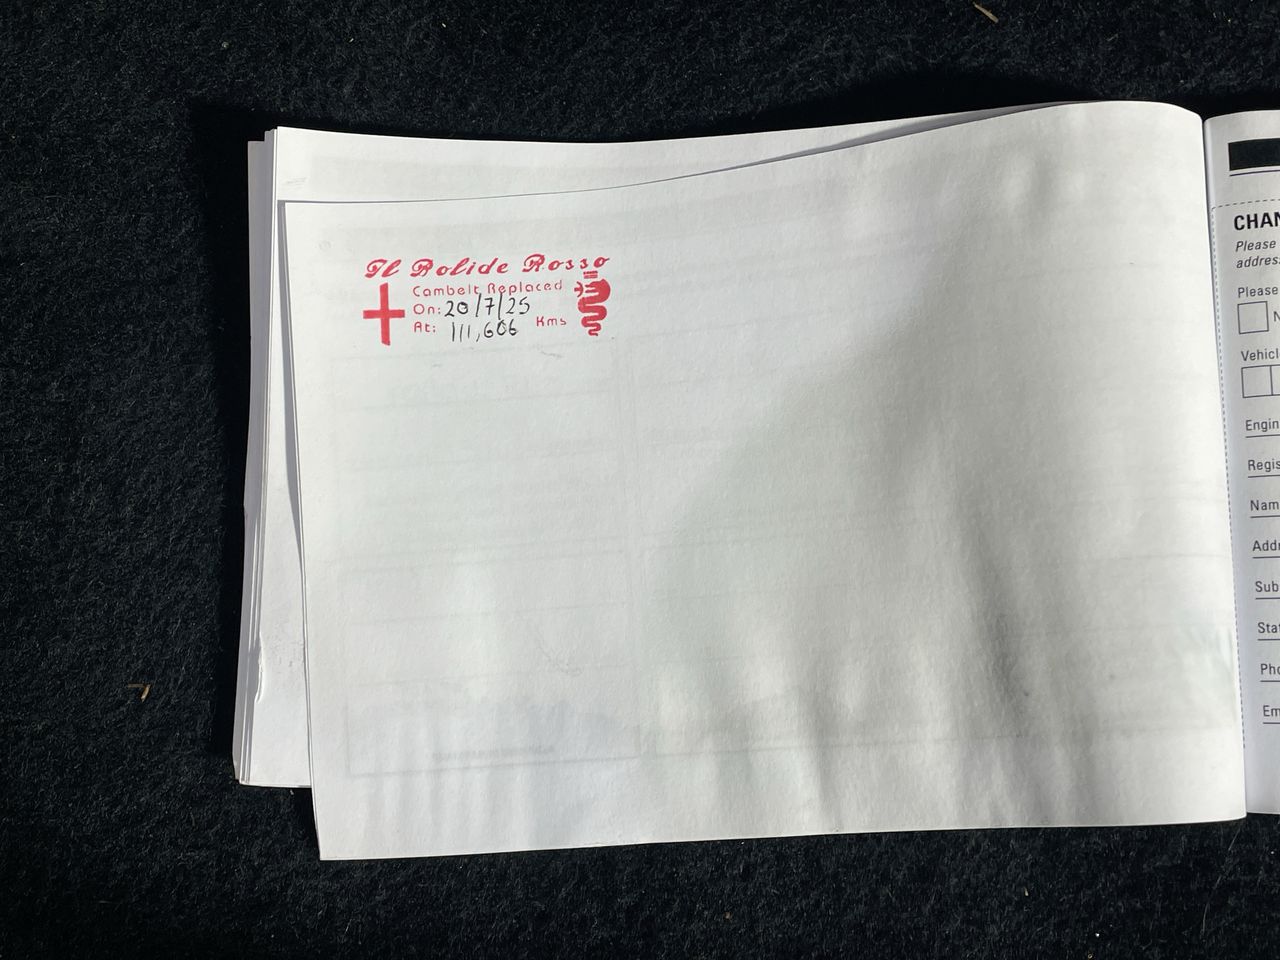 Il Bolide Rosso
Cambelt Replaced
On: 20/7/25
At: 111,606 Kms
CHAN
Please
addres
Please
N
Vehicl
Engin
Regis
Nam
Addr
Sub
Stat
Pho
Em